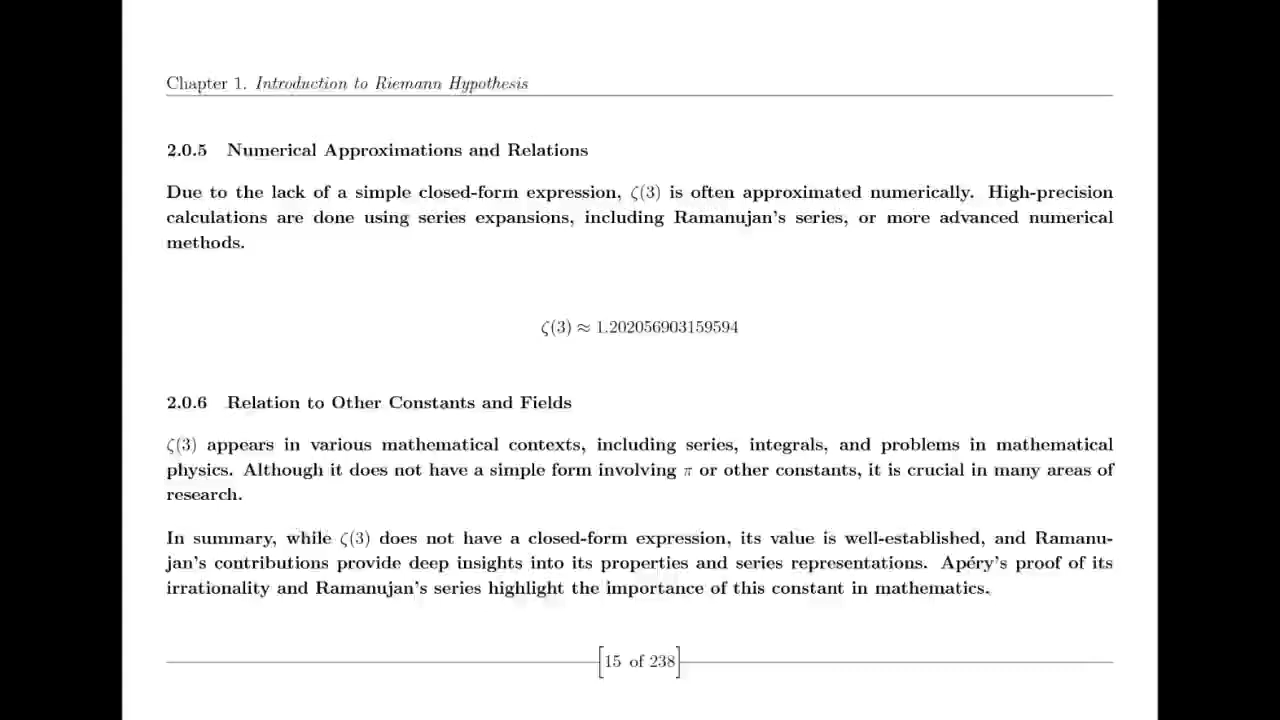 Chapter 1. Introduction to Riemann Hypothesis
2.0.5 Numerical Approximations and Relations
Due to the lack of a simple closed-form expression, ζ(3) is often approximated numerically. High-precision
calculations are done using series expansions, including Ramanujan's series, or more advanced numerical
methods.
ζ(3) ≈ 1.202056903159594
2.0.6 Relation to Other Constants and Fields
ζ(3) appears in various mathematical contexts, including series, integrals, and problems in mathematical
physics. Although it does not have a simple form involving π or other constants, it is crucial in many areas of
research.
In summary, while ζ(3) does not have a closed-form expression, its value is well-established, and Ramanu-
jan's contributions provide deep insights into its properties and series representations. Apéry's proof of its
irrationality and Ramanujan's series highlight the importance of this constant in mathematics.
[15 of 238]